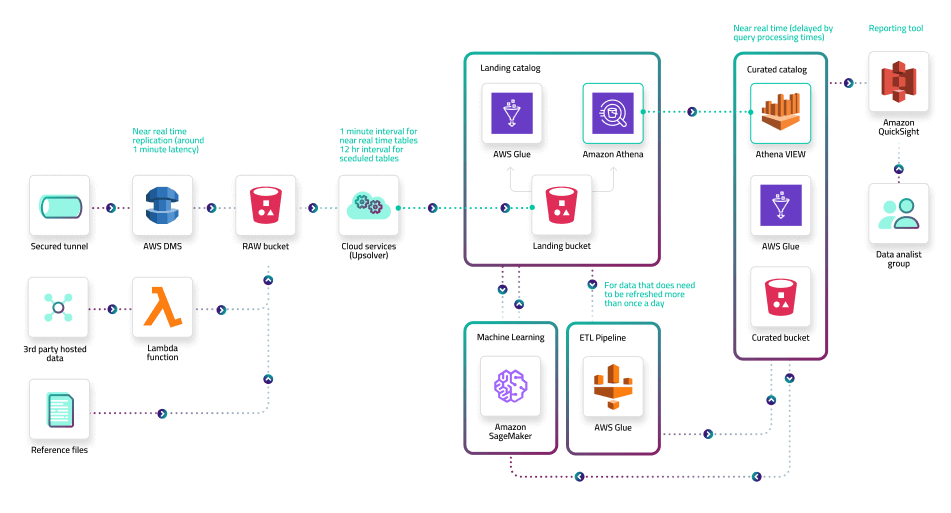 Near real time (delayed by
query processing times)
Reporting tool
Landing catalog
Curated catalog
Near real time
replication (around
1 minute latency)
1 minute interval for
near real time tables
12 hr interval for
sceduled tables
AWS Glue
Amazon Athena
Athena VIEW
Amazon
QuickSight
Secured tunnel
AWS DMS
RAW bucket
Cloud services
(Upsolver)
Landing bucket
AWS Glue
Data analist
group
For data that does need
to be refreshed more
than once a day
3rd party hosted
data
Lambda
function
Machine Learning
ETL Pipeline
Curated bucket
Amazon
SageMaker
AWS Glue
Reference files